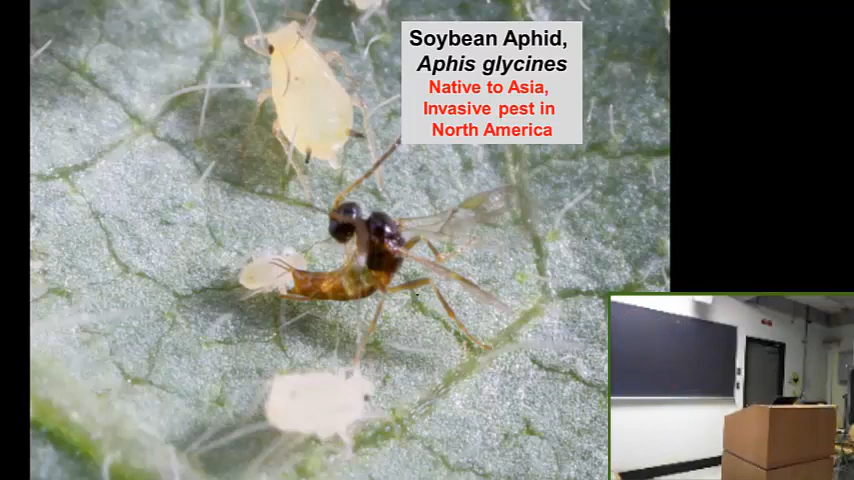 Soybean Aphid,
Aphis glycines
Native to Asia,
Invasive pest in
North America